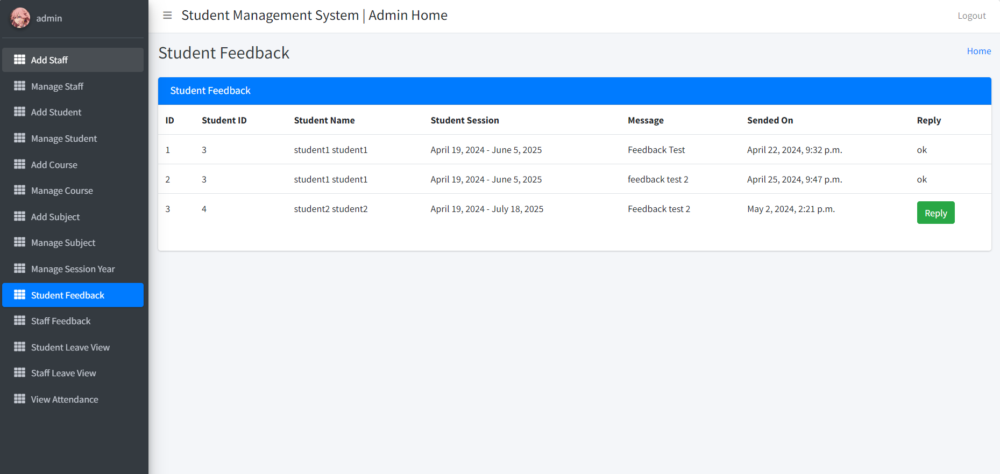 admin
Add Staff
Manage Staff
Add Student
Manage Student
Add Course
Manage Course
Add Subject
Manage Subject
Manage Session Year
Student Feedback
Staff Feedback
Student Leave View
Staff Leave View
View Attendance
Student Management System | Admin Home
Logout
Student Feedback
Home
Student Feedback
ID Student ID Student Name Student Session Message Sended On Reply
1 3 student1 student1 April 19, 2024 - June 5, 2025 Feedback Test April 22, 2024, 9:32 p.m. ok
2 3 student1 student1 April 19, 2024 - June 5, 2025 feedback test 2 April 25, 2024, 9:47 p.m. ok
3 4 student2 student2 April 19, 2024 - July 18, 2025 Feedback test 2 May 2, 2024, 2:21 p.m. Reply